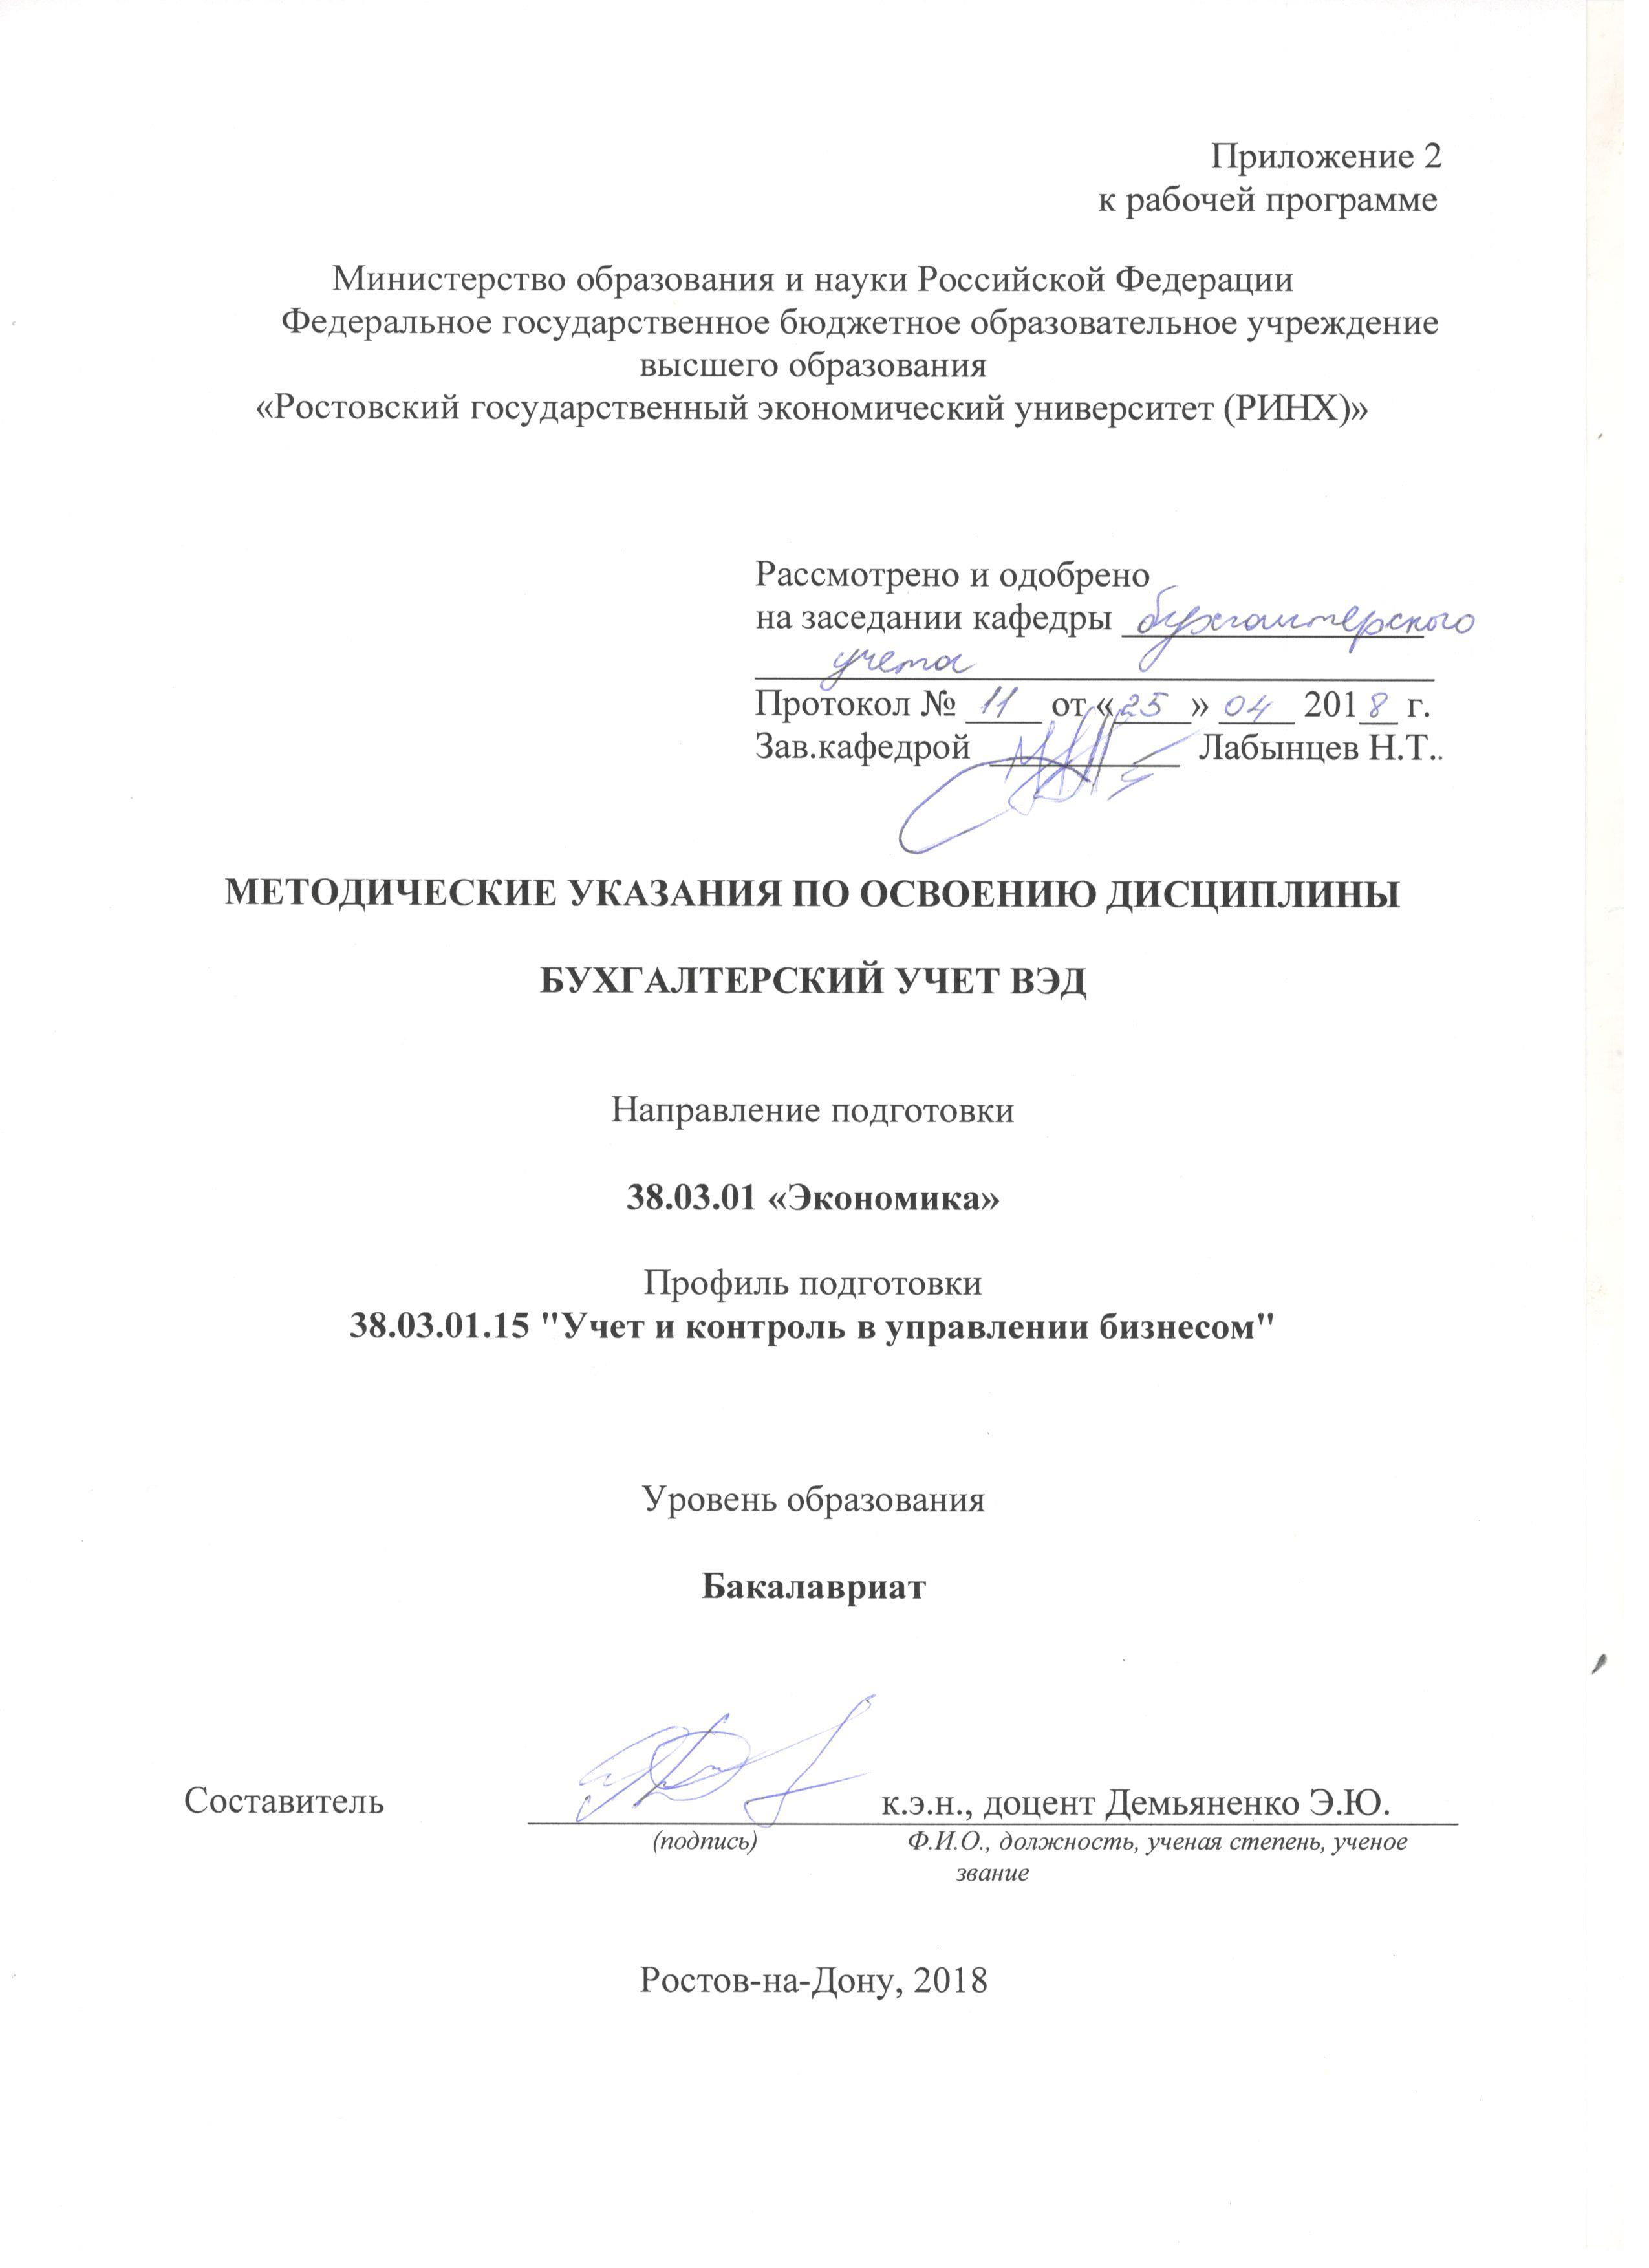 Приложение 2
к рабочей программе
Министерство образования и науки Российской Федерации
Федеральное государственное бюджетное образовательное учреждение
высшего образования
«Ростовский государственный экономический университет (РИНХ)»
Рассмотрено и одобрено
на заседании кафедры бухгалтерского
учета
Протокол № 11 от «25» 04 2018 г.
Зав.кафедрой Лабынцев Н.Т..
МЕТОДИЧЕСКИЕ УКАЗАНИЯ ПО ОСВОЕНИЮ ДИСЦИПЛИНЫ
БУХГАЛТЕРСКИЙ УЧЕТ ВЭД
Направление подготовки
38.03.01 «Экономика»
Профиль подготовки
38.03.01.15 "Учет и контроль в управлении бизнесом"
Уровень образования
Бакалавриат
Составитель к.э.н., доцент Демьяненко Э.Ю.
(подпись) Ф.И.О., должность, ученая степень, ученое
звание
Ростов-на-Дону, 2018